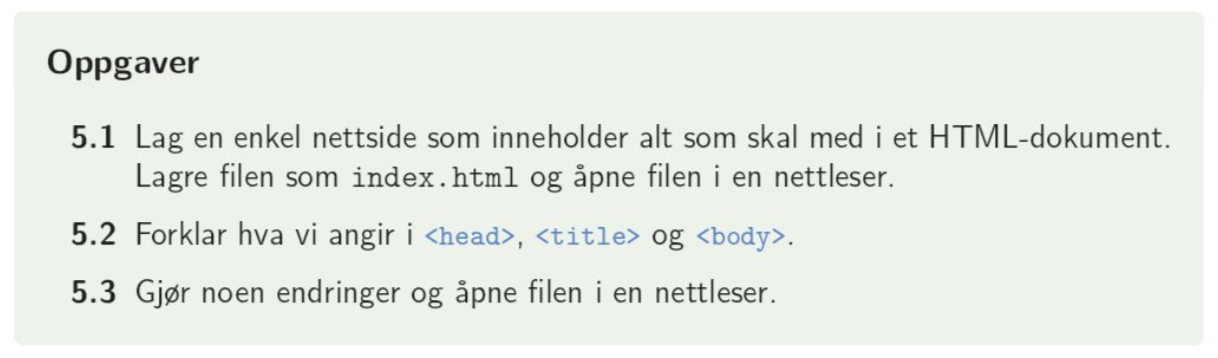 Oppgaver
5.1 Lag en enkel nettside som inneholder alt som skal med i et HTML-dokument.
Lagre filen som index.html og åpne filen i en nettleser.
5.2 Forklar hva vi angir i <head>, <title> og <body>.
5.3 Gjør noen endringer og åpne filen i en nettleser.